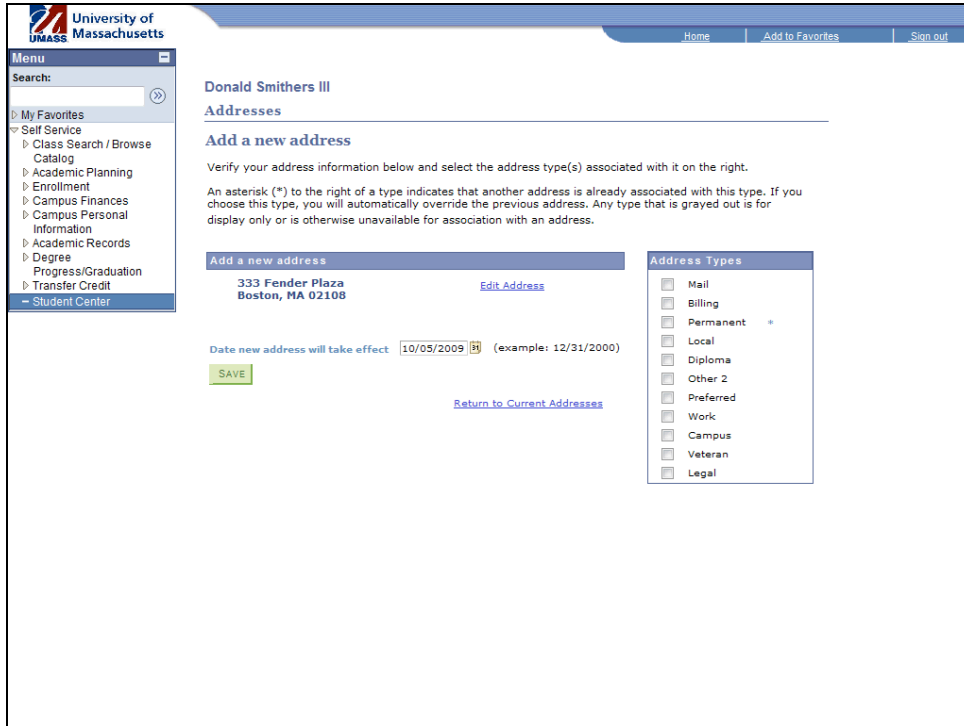 University of
Massachusetts
UMASS
Home
Add to Favorites
Sign out
Menu
Search:
My Favorites
Self Service
Class Search / Browse
Catalog
Academic Planning
Enrollment
Campus Finances
Campus Personal
Information
Academic Records
Degree
Progress/Graduation
Transfer Credit
Student Center
Donald Smithers III
Addresses
Add a new address
Verify your address information below and select the address type(s) associated with it on the right.
An asterisk (*) to the right of a type indicates that another address is already associated with this type. If you
choose this type, you will automatically override the previous address. Any type that is grayed out is for
display only or is otherwise unavailable for association with an address.
Add a new address
333 Fender Plaza
Boston, MA 02108
Edit Address
Date new address will take effect 10/05/2009 31 (example: 12/31/2000)
SAVE
Return to Current Addresses
Address Types
Mail
Billing
Permanent *
Local
Diploma
Other 2
Preferred
Work
Campus
Veteran
Legal